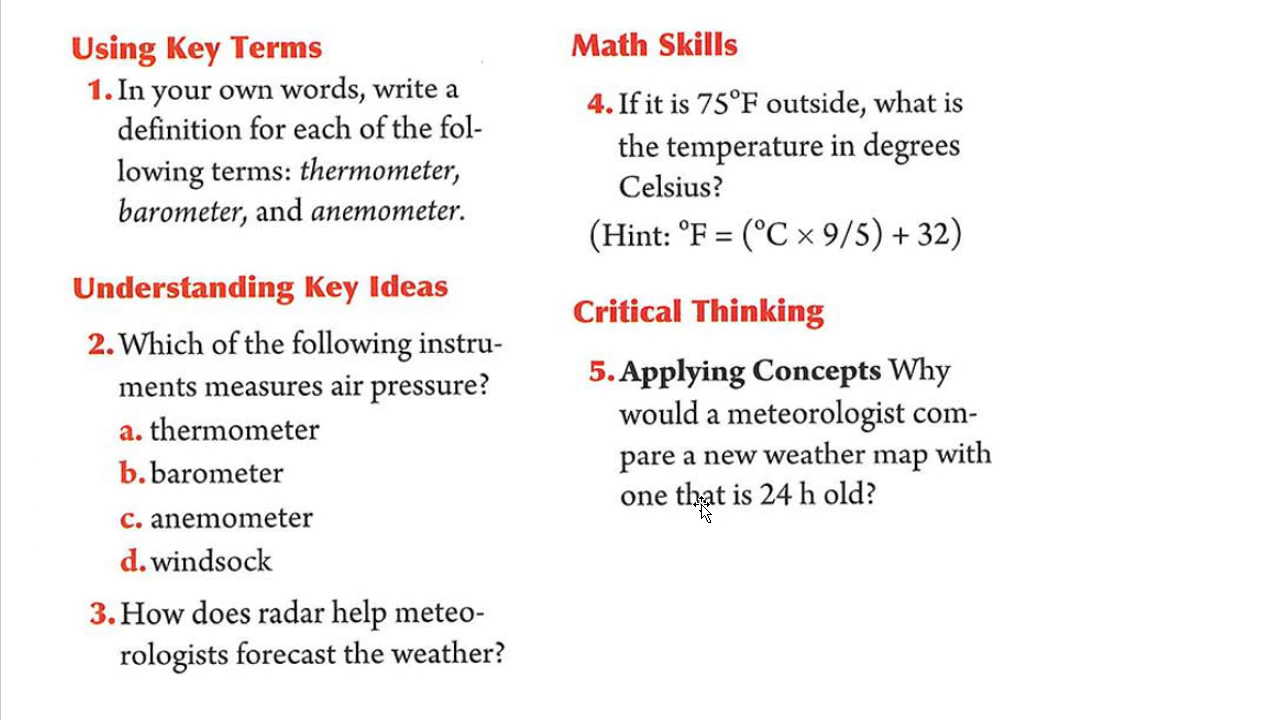 Using Key Terms
1. In your own words, write a
definition for each of the fol-
lowing terms: thermometer,
barometer, and anemometer.
Understanding Key Ideas
2. Which of the following instru-
ments measures air pressure?
a. thermometer
b. barometer
c. anemometer
d. windsock
3. How does radar help meteo-
rologists forecast the weather?
Math Skills
4. If it is 75°F outside, what is
the temperature in degrees
Celsius?
(Hint: °F = (°C × 9/5) + 32)
Critical Thinking
5. Applying Concepts Why
would a meteorologist com-
pare a new weather map with
one that is 24 h old?